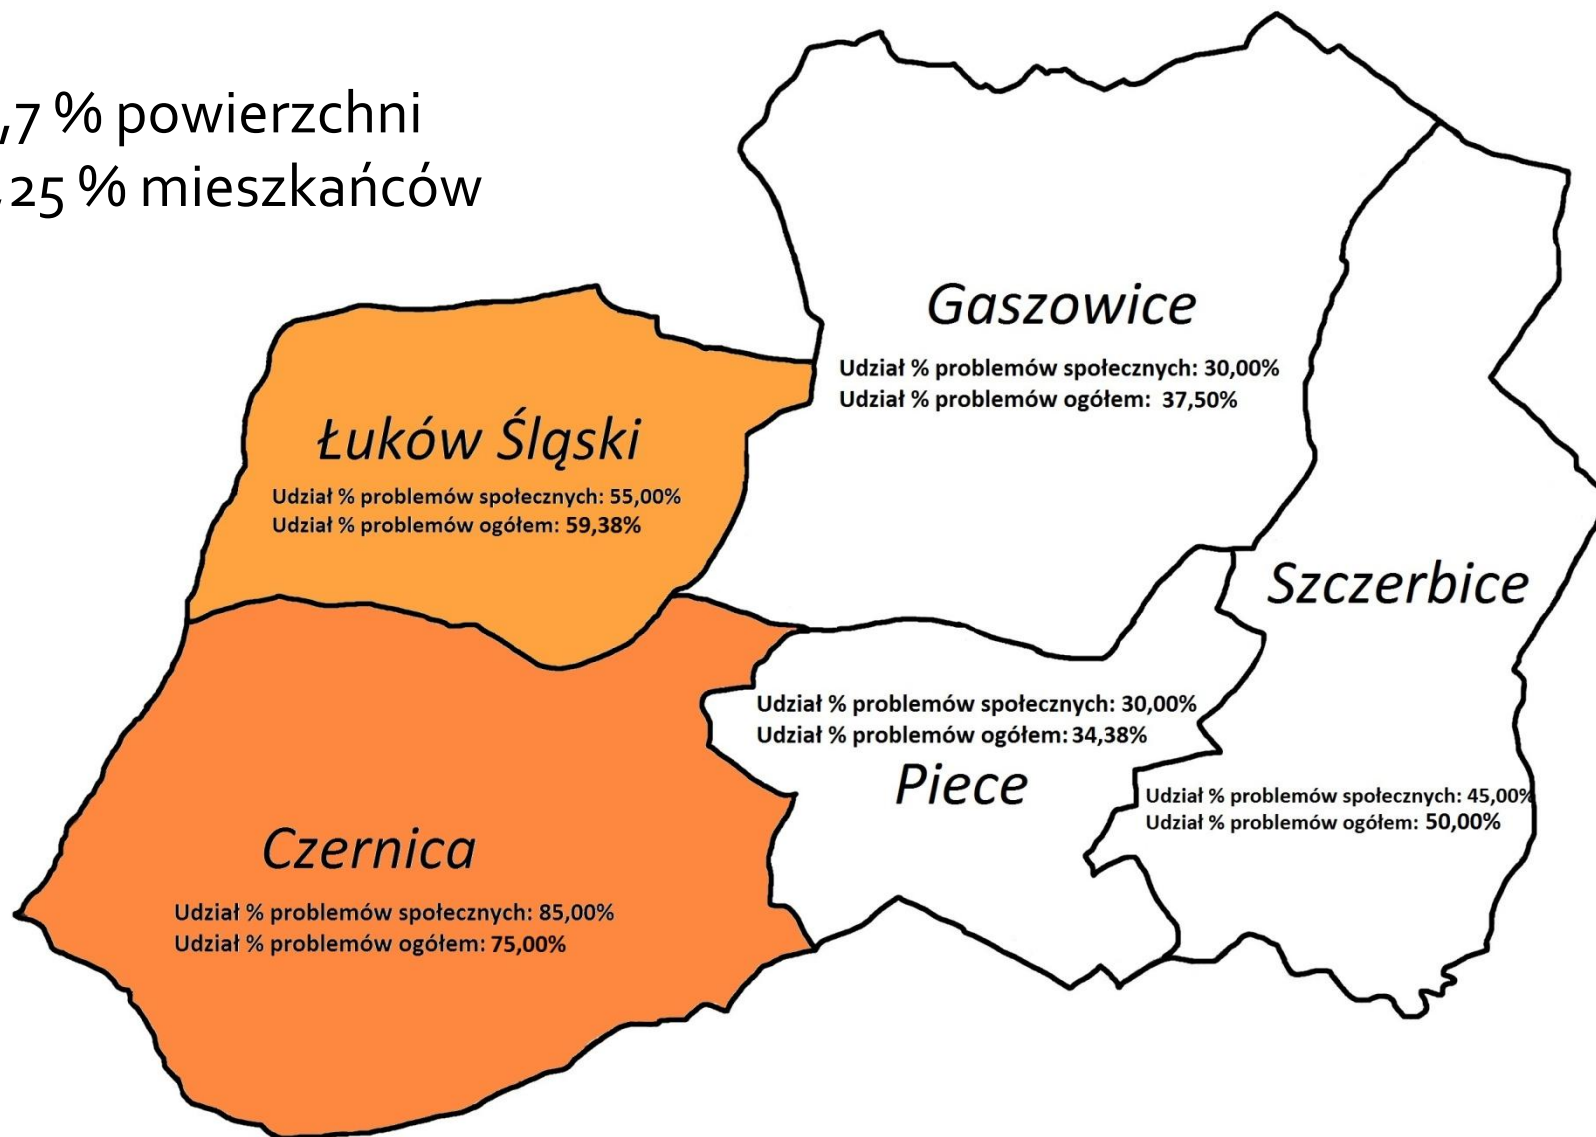 ,7 % powierzchni
,25 % mieszkańców
Gaszowice
Udział % problemów społecznych: 30,00%
Udział % problemów ogółem: 37,50%
Łuków Śląski
Udział % problemów społecznych: 55,00%
Udział % problemów ogółem: 59,38%
Szczerbice
Udział % problemów społecznych: 45,00%
Udział % problemów ogółem: 50,00%
Udział % problemów społecznych: 30,00%
Udział % problemów ogółem: 34,38%
Piece
Czernica
Udział % problemów społecznych: 85,00%
Udział % problemów ogółem: 75,00%